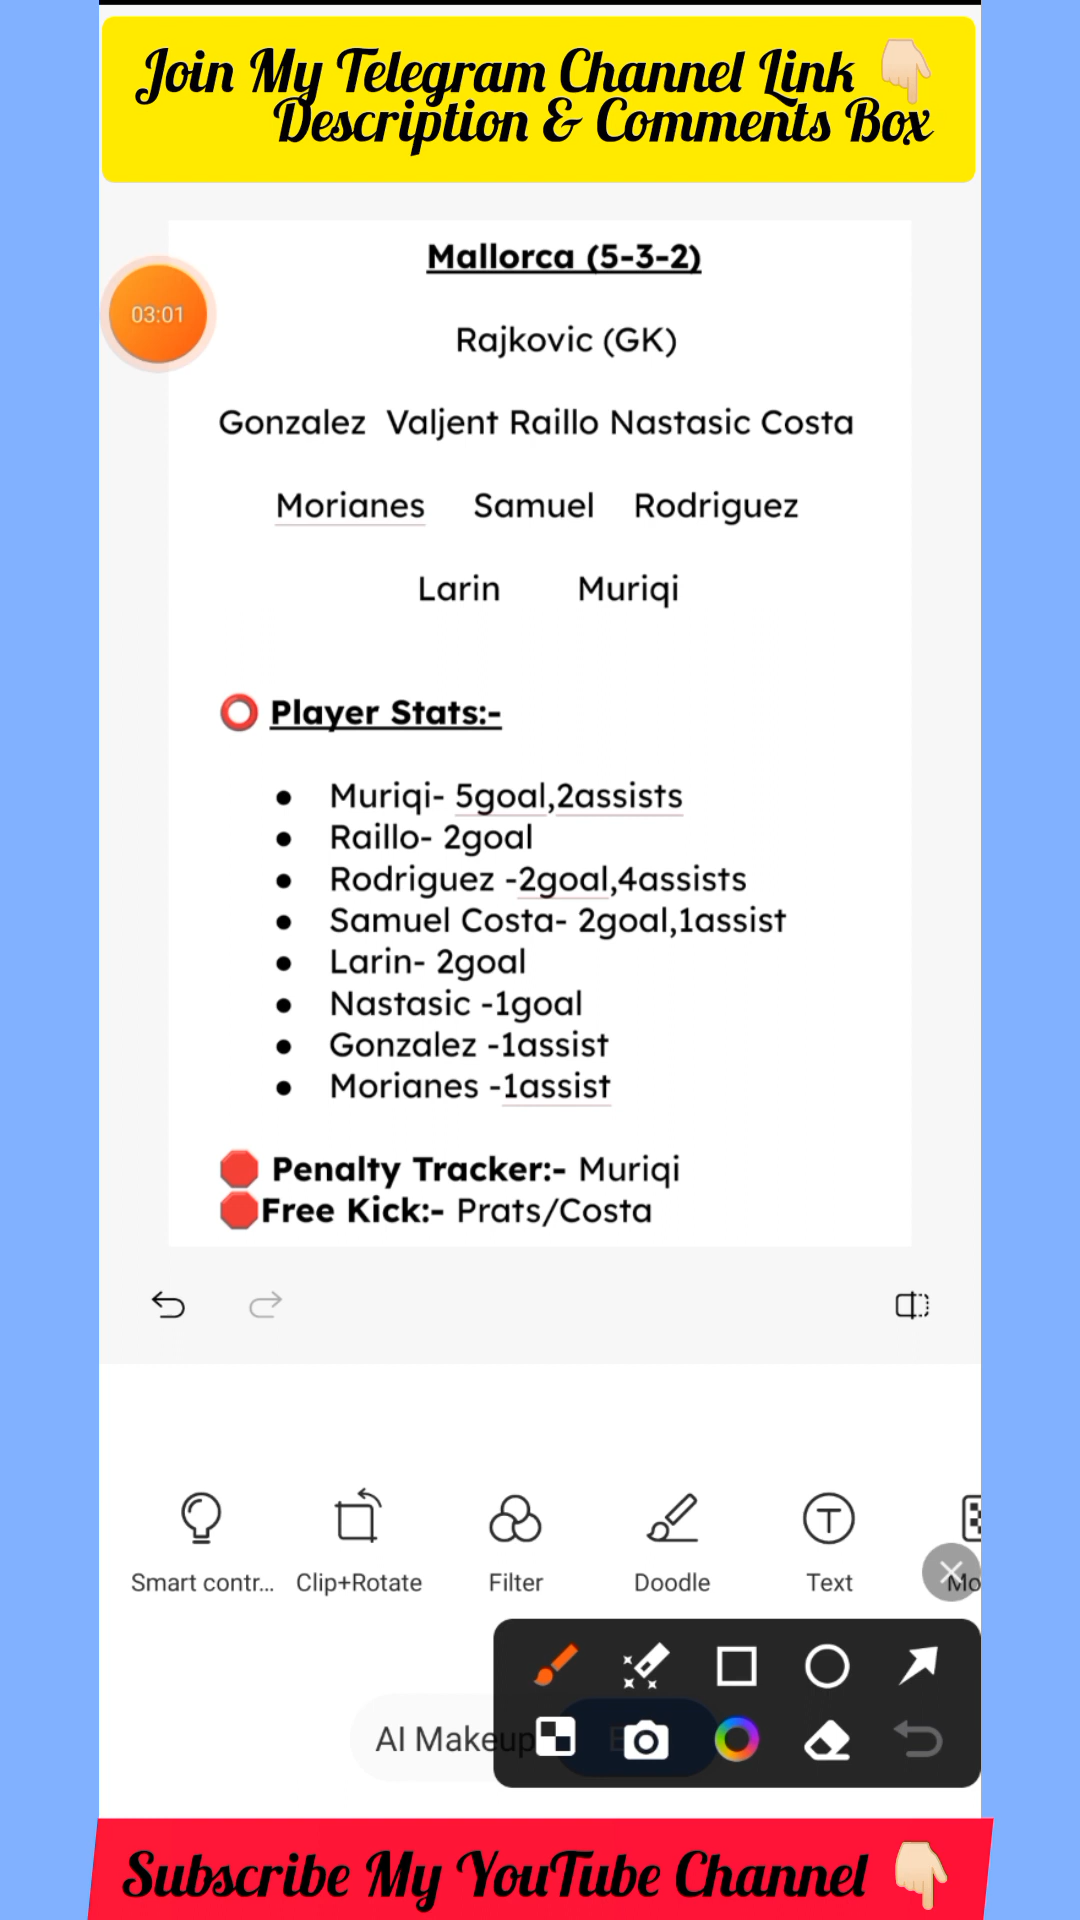 Join My Telegram Channel Link 👇🏻
Description & Comments Box
Mallorca (5-3-2)
03:01
Rajkovic (GK)
Gonzalez Valjent Raillo Nastasic Costa
Morianes Samuel Rodriguez
Larin Muriqi
⭕ Player Stats:-
● Muriqi- 5goal,2assists
● Raillo- 2goal
● Rodriguez -2goal,4assists
● Samuel Costa- 2goal,1assist
● Larin- 2goal
● Nastasic -1goal
● Gonzalez -1assist
● Morianes -1assist
🛑 Penalty Tracker:- Muriqi
🛑Free Kick:- Prats/Costa
Smart contr... Clip+Rotate Filter Doodle Text Mo
AI Makeup
Subscribe My YouTube Channel 👇🏻